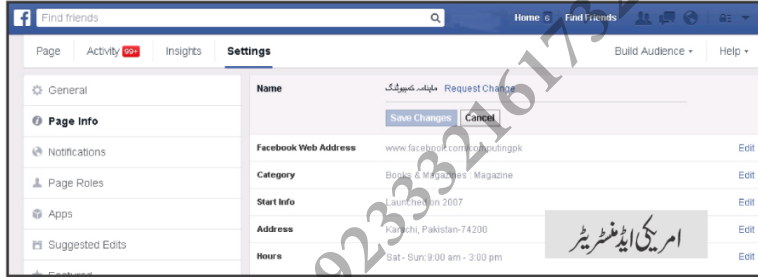 Find friends Home 6 Find Friends
Page Activity 99+ Insights Settings Build Audience Help
General
Name ماہنامہ کمپیوٹنگ Request Change
Page Info
Save Changes Cancel
Notifications
Facebook Web Address www.facebook.com/computingpk Edit
Category Books & Magazines : Magazine Edit
Page Roles
Start Info Launched on 2007 Edit
Apps
Address Karachi, Pakistan-74200 Edit
Suggested Edits
Hours Sat - Sun: 9:00 am - 3:00 pm Edit
Featured
امریکی ایڈمنسٹریٹر